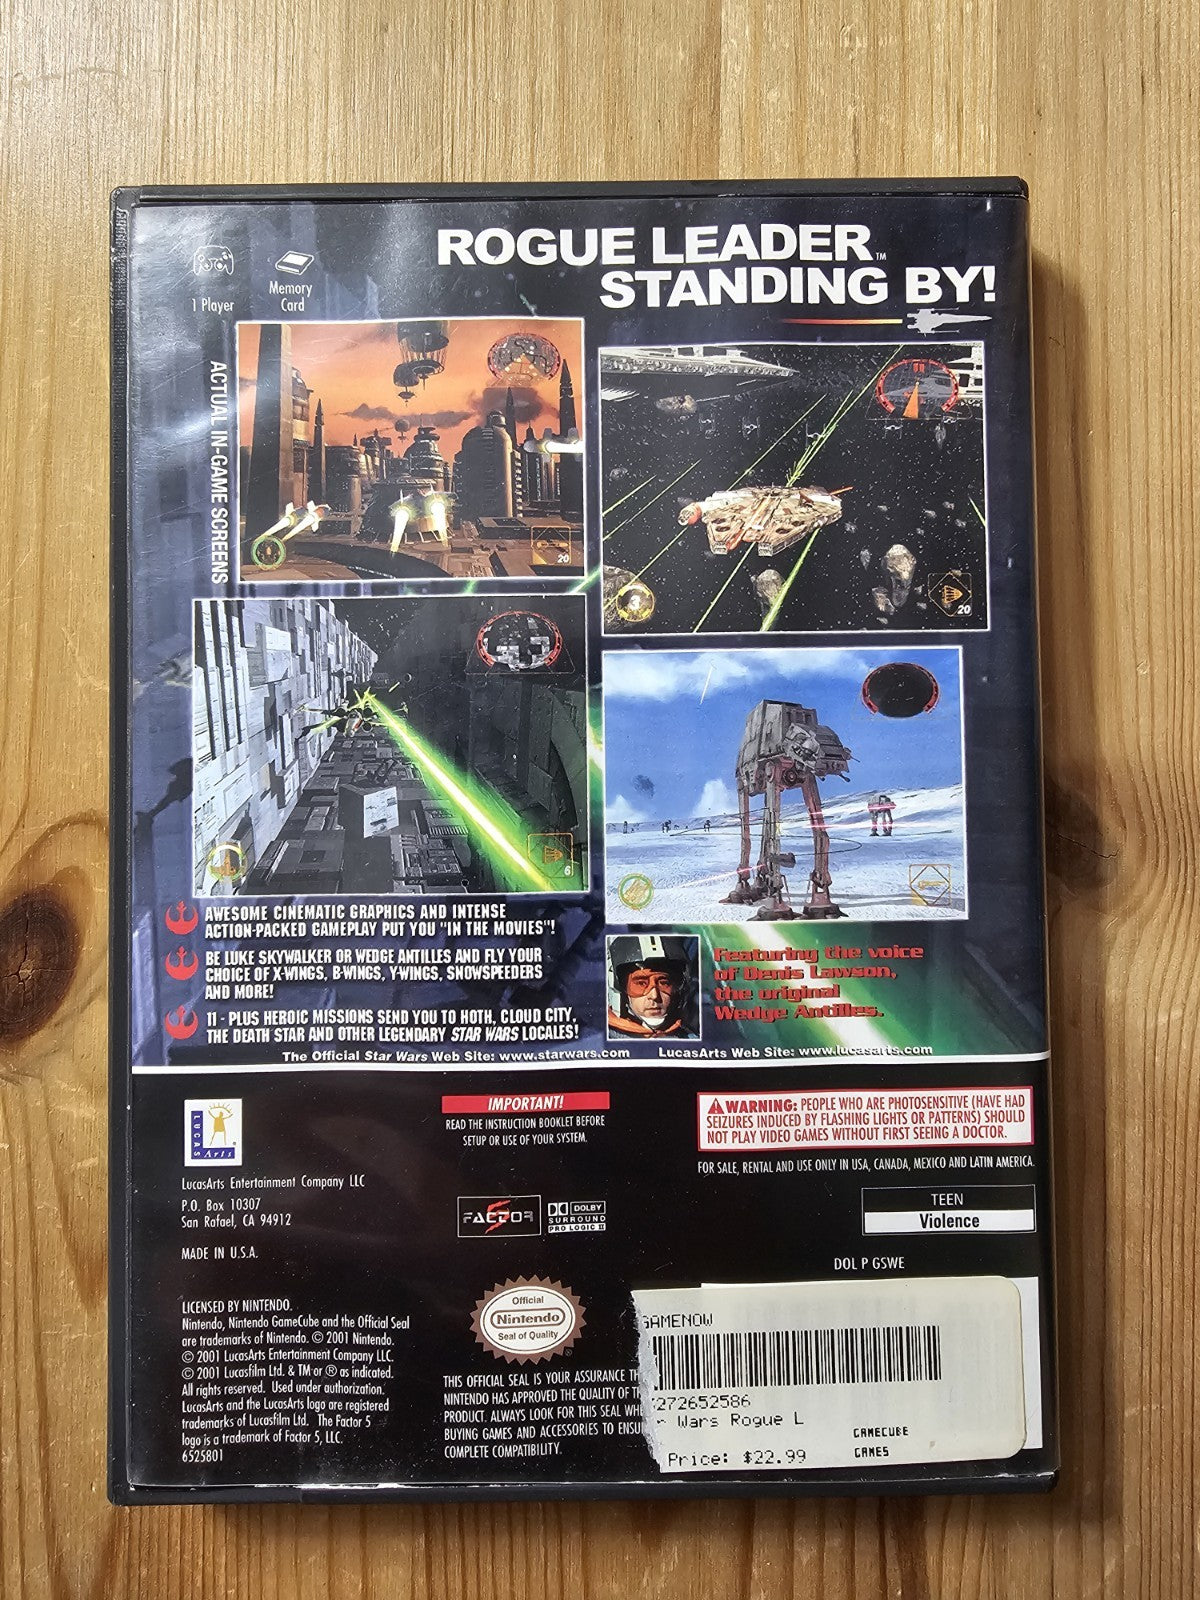 ROGUE LEADER™
STANDING BY!
1 Player
Memory
Card
ACTUAL IN-GAME SCREENS
20
3
20
6
AWESOME CINEMATIC GRAPHICS AND INTENSE
ACTION-PACKED GAMEPLAY PUT YOU "IN THE MOVIES"!
BE LUKE SKYWALKER OR WEDGE ANTILLES AND FLY YOUR
CHOICE OF X-WINGS, B-WINGS, Y-WINGS, SNOWSPEEDERS
AND MORE!
11 - PLUS HEROIC MISSIONS SEND YOU TO HOTH, CLOUD CITY,
THE DEATH STAR AND OTHER LEGENDARY STAR WARS LOCALES!
Featuring the voice
of Denis Lawson,
the original
Wedge Antilles.
The Official Star Wars Web Site: www.starwars.com
LucasArts Web Site: www.lucasarts.com
LUCAS
Arts
LucasArts Entertainment Company LLC
P.O. Box 10307
San Rafael, CA 94912
MADE IN U.S.A.
IMPORTANT!
READ THE INSTRUCTION BOOKLET BEFORE
SETUP OR USE OF YOUR SYSTEM.
WARNING: PEOPLE WHO ARE PHOTOSENSITIVE (HAVE HAD
SEIZURES INDUCED BY FLASHING LIGHTS OR PATTERNS) SHOULD
NOT PLAY VIDEO GAMES WITHOUT FIRST SEEING A DOCTOR.
FOR SALE, RENTAL AND USE ONLY IN USA, CANADA, MEXICO AND LATIN AMERICA.
FACTOR 5
DOLBY
SURROUND
PRO LOGIC II
TEEN
Violence
DOL P GSWE
LICENSED BY NINTENDO.
Nintendo, Nintendo GameCube and the Official Seal
are trademarks of Nintendo. © 2001 Nintendo.
© 2001 LucasArts Entertainment Company LLC.
© 2001 Lucasfilm Ltd. & TM or ® as indicated.
All rights reserved. Used under authorization.
LucasArts and the LucasArts logo are registered
trademarks of Lucasfilm Ltd. The Factor 5
logo is a trademark of Factor 5, LLC.
6525801
Official
Nintendo
Seal of Quality
®
THIS OFFICIAL SEAL IS YOUR ASSURANCE TH
NINTENDO HAS APPROVED THE QUALITY OF TH
PRODUCT. ALWAYS LOOK FOR THIS SEAL WHE
BUYING GAMES AND ACCESSORIES TO ENSU
COMPLETE COMPATIBILITY.
GAMENOW
272652586
r Wars Rogue L
GAMECUBE
GAMES
Price: $22.99